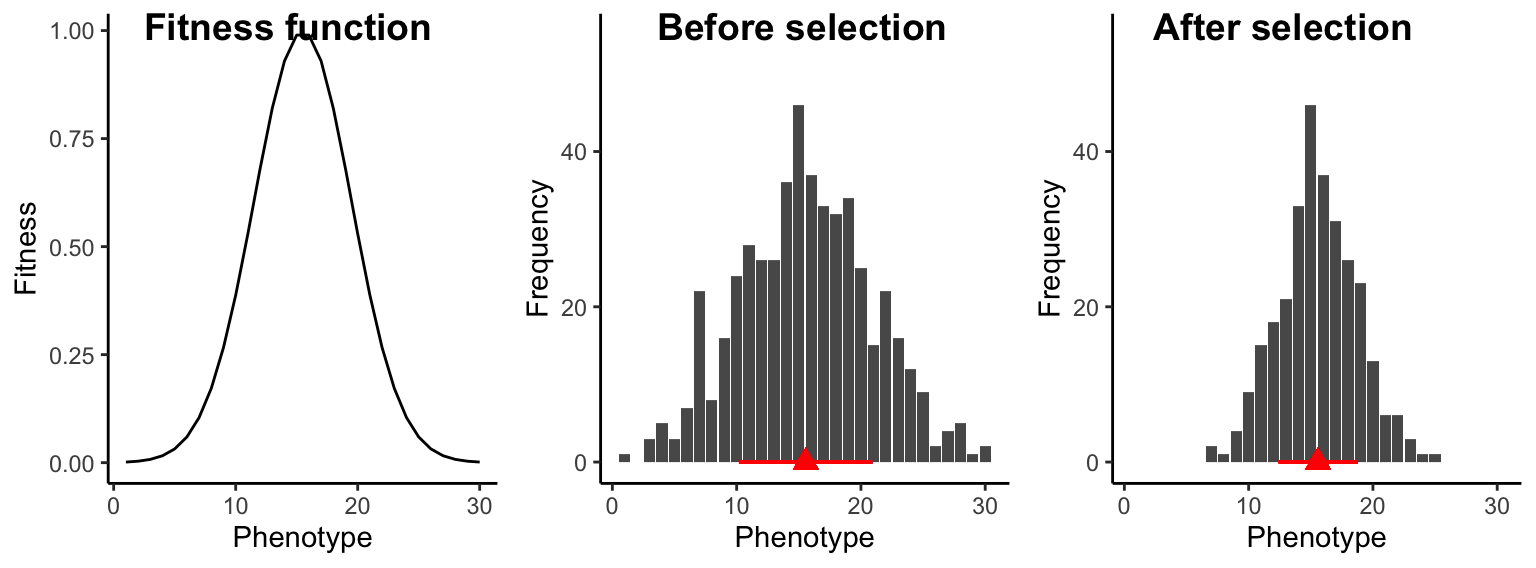 Fitness function
Fitness
1.00
0.75
0.50
0.25
0.00
0 10 20 30
Phenotype
Before selection
Frequency
40
20
0
0 10 20 30
Phenotype
After selection
Frequency
40
20
0
0 10 20 30
Phenotype